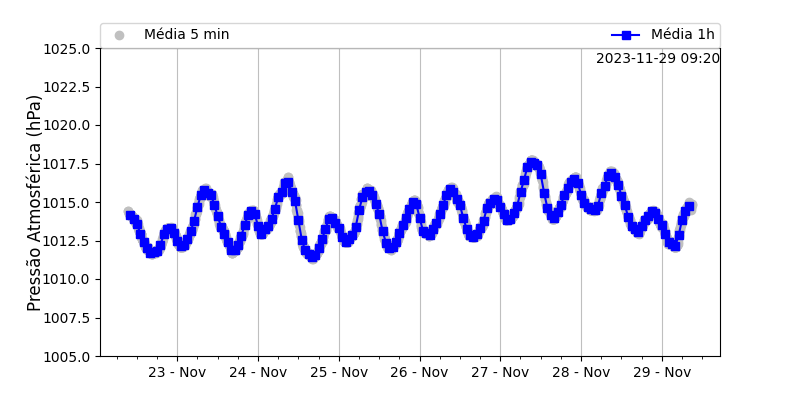 Média 5 min
Média 1h
2023-11-29 09:20
Pressão Atmosférica (hPa)
1025.0
1022.5
1020.0
1017.5
1015.0
1012.5
1010.0
1007.5
1005.0
23 - Nov
24 - Nov
25 - Nov
26 - Nov
27 - Nov
28 - Nov
29 - Nov